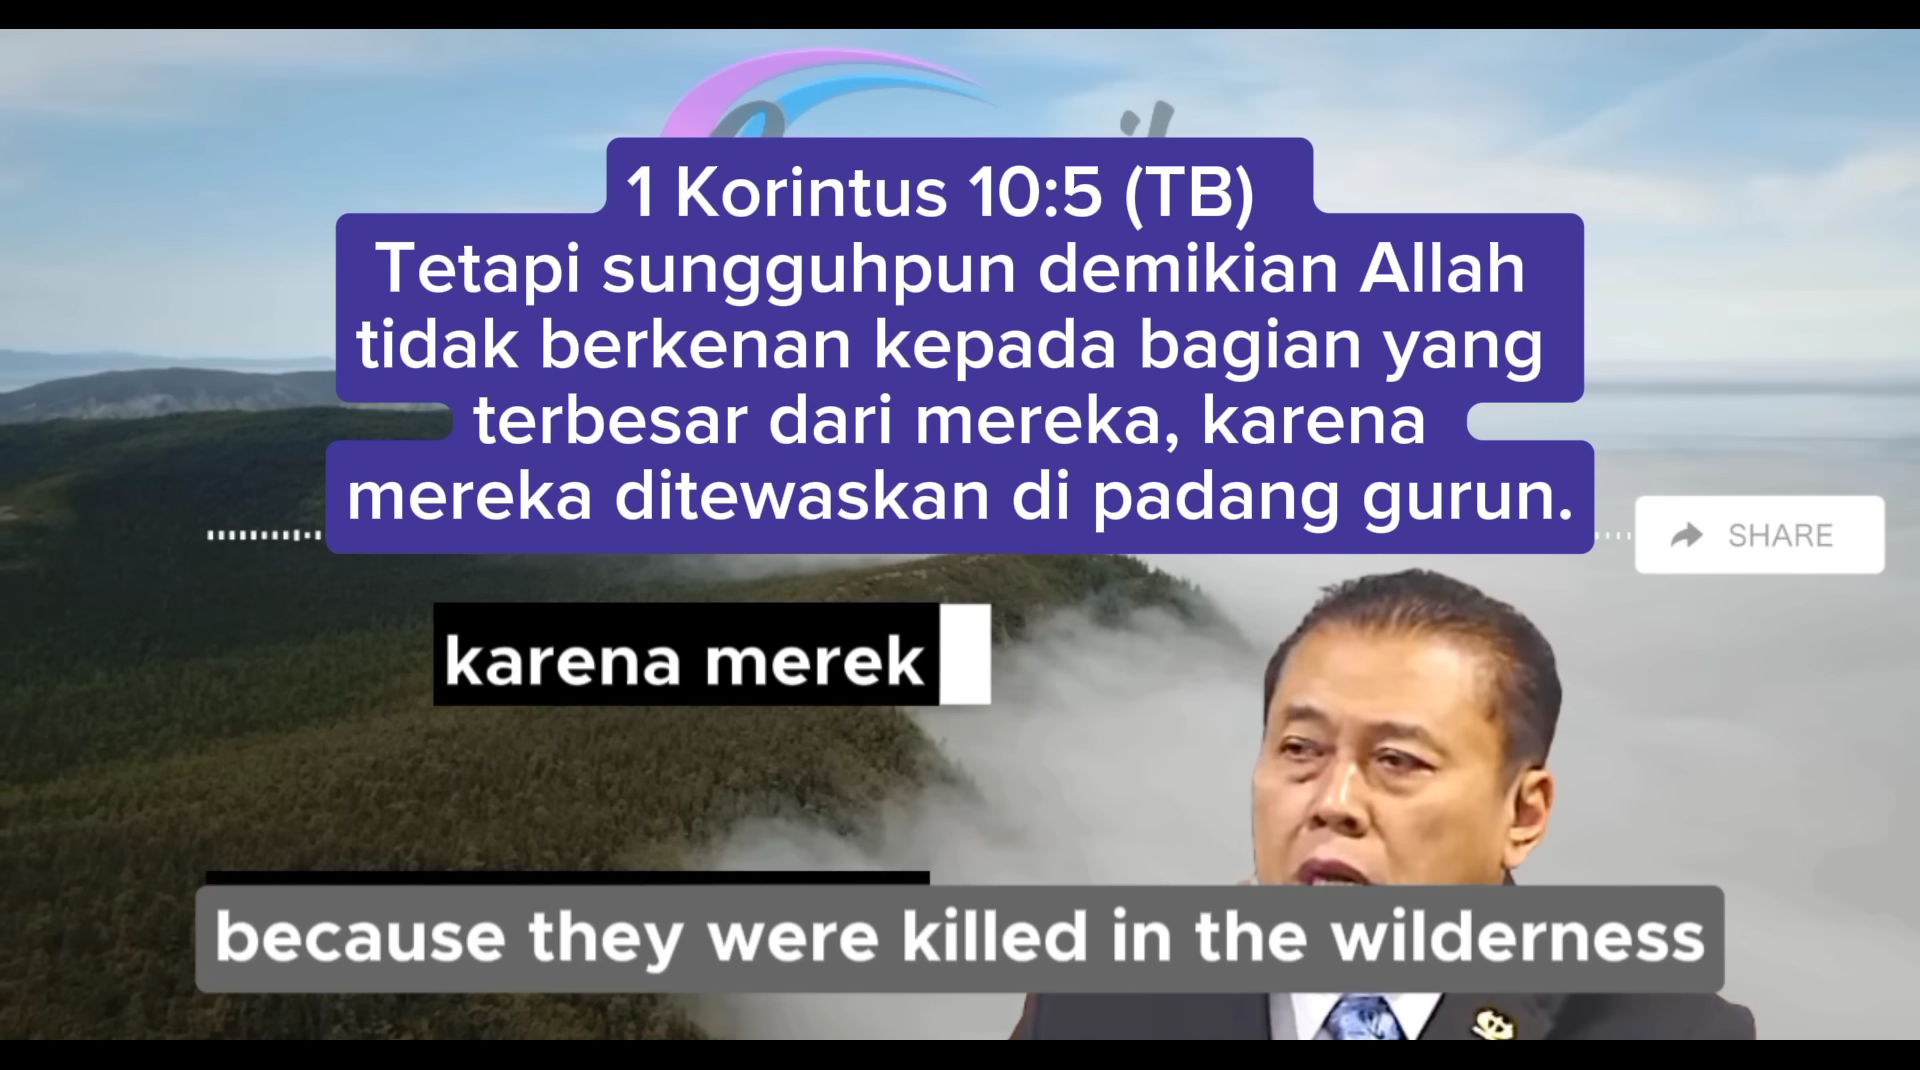 1 Korintus 10:5 (TB)
Tetapi sungguhpun demikian Allah
tidak berkenan kepada bagian yang
terbesar dari mereka, karena
mereka ditewaskan di padang gurun.
SHARE
karena merek
because they were killed in the wilderness